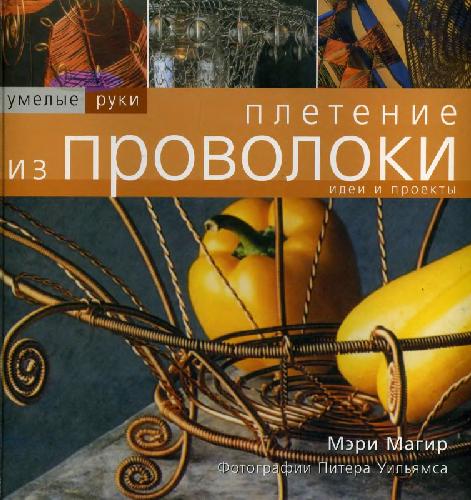 умелые руки
плетение
из проволоки
идеи и проекты
Мэри Магир
Фотографии Питера Уильямса